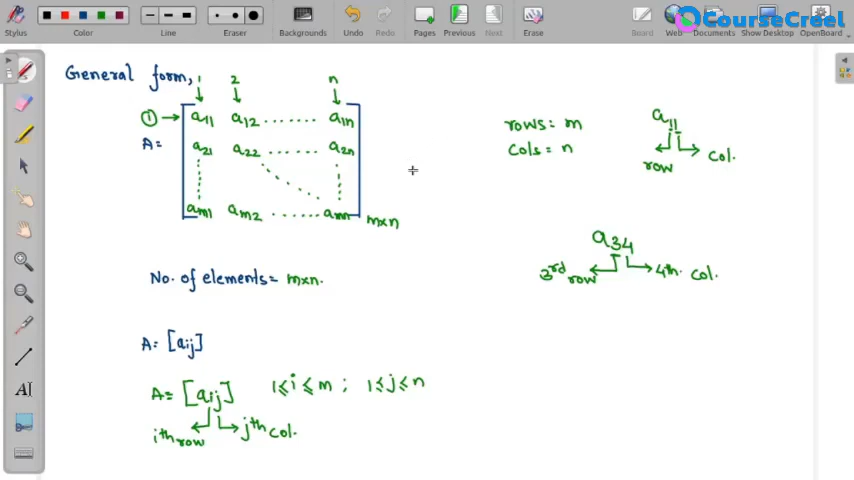 Stylus
Color
Line
Eraser
Backgrounds
Undo
Redo
Pages
Previous
Next
Erase
Board
Web
Documents
Show Desktop
OpenBoard
CourseCreel
General form,
1 2 n
① → a11 a12 ....... a1n
A= a21 a22 ...... a2n
am1 am2 ...... amn
mxn
rows = m
cols = n
a11
row col.
a34
3rd row 4th col.
No. of elements = mxn.
A = [aij]
A = [aij] 1≤i≤m ; 1≤j≤n
ith row jth col.